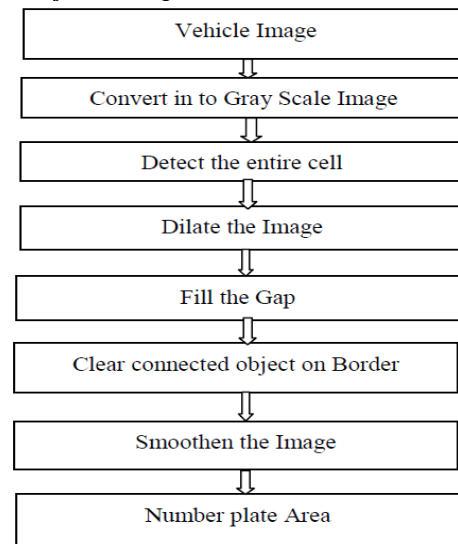 Vehicle Image
Convert in to Gray Scale Image
Detect the entire cell
Dilate the Image
Fill the Gap
Clear connected object on Border
Smoothen the Image
Number plate Area